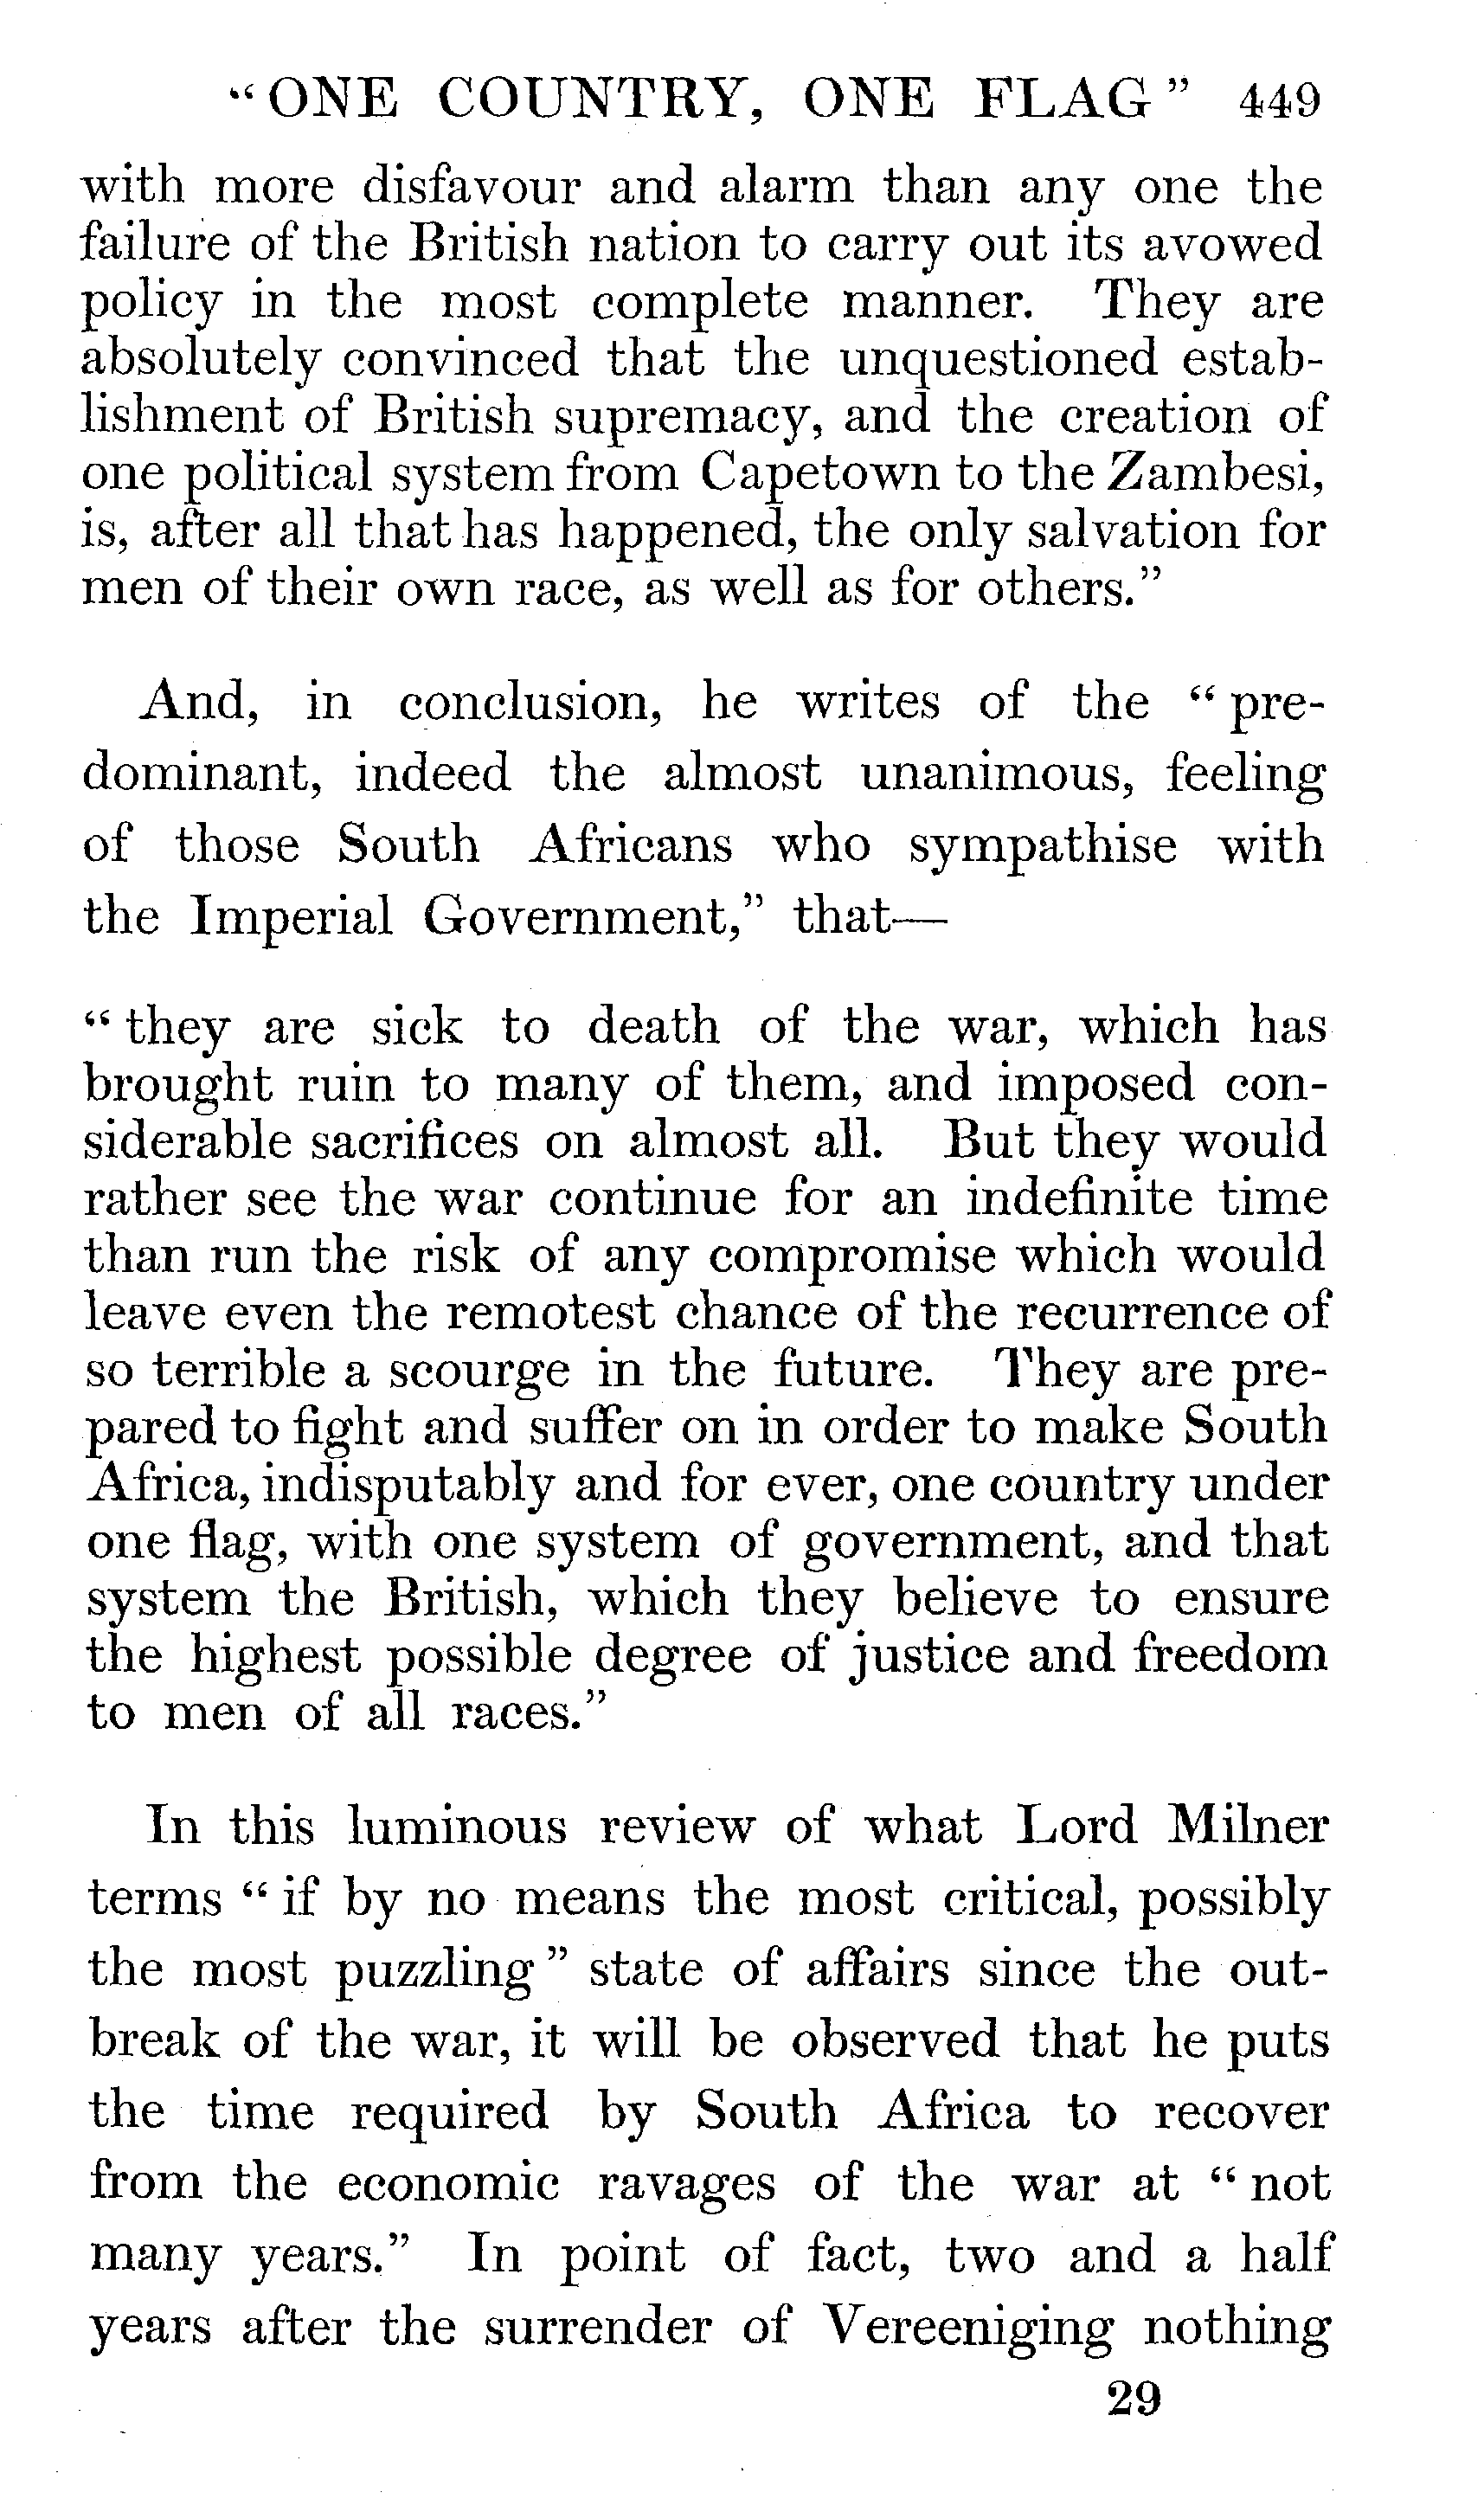 “ ONE COUNTRY, ONE FLAG ” 449
with more disfavour and alarm than any one the
failure of the British nation to carry out its avowed
policy in the most complete manner. They are
absolutely convinced that the unquestioned estab-
lishment of British supremacy, and the creation of
one political system from Capetown to the Zambesi,
is, after all that has happened, the only salvation for
men of their own race, as well as for others.”
And, in conclusion, he writes of the “ pre-
dominant, indeed the almost unanimous, feeling
of those South Africans who sympathise with
the Imperial Government,” that—
“ they are sick to death of the war, which has
brought ruin to many of them, and imposed con-
siderable sacrifices on almost all. But they would
rather see the war continue for an indefinite time
than run the risk of any compromise which would
leave even the remotest chance of the recurrence of
so terrible a scourge in the future. They are pre-
pared to fight and suffer on in order to make South
Africa, indisputably and for ever, one country under
one flag, with one system of government, and that
system the British, which they believe to ensure
the highest possible degree of justice and freedom
to men of all races.”
In this luminous review of what Lord Milner
terms “ if by no means the most critical, possibly
the most puzzling ” state of affairs since the out-
break of the war, it will be observed that he puts
the time required by South Africa to recover
from the economic ravages of the war at “ not
many years.” In point of fact, two and a half
years after the surrender of Vereeniging nothing
29